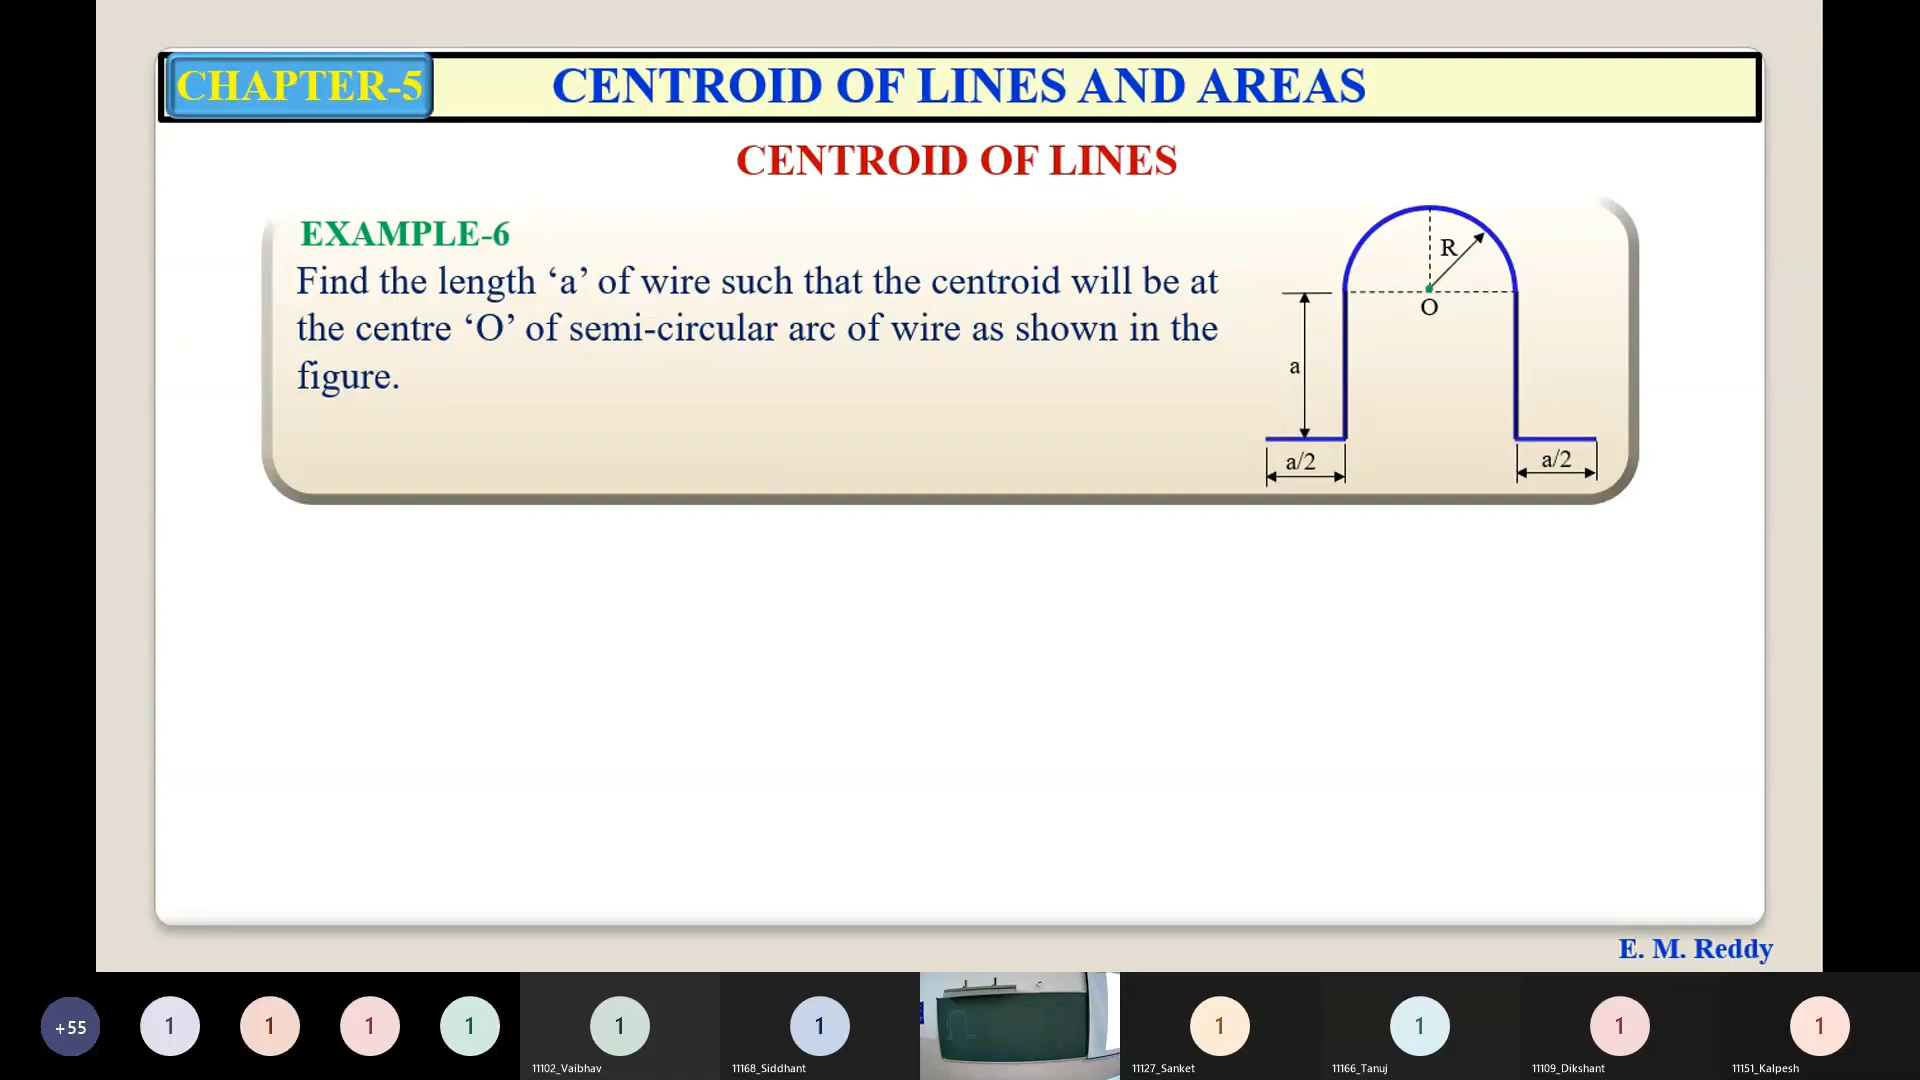 CHAPTER-5
CENTROID OF LINES AND AREAS
CENTROID OF LINES
EXAMPLE-6
Find the length ‘a’ of wire such that the centroid will be at
the centre ‘O’ of semi-circular arc of wire as shown in the
figure.
R
O
a
a/2
a/2
E. M. Reddy
+55
1
1
1
1
1
1
1
1
1
1
11102_Vaibhav
11168_Siddhant
11127_Sanket
11166_Tanuj
11109_Dikshant
11151_Kalpesh